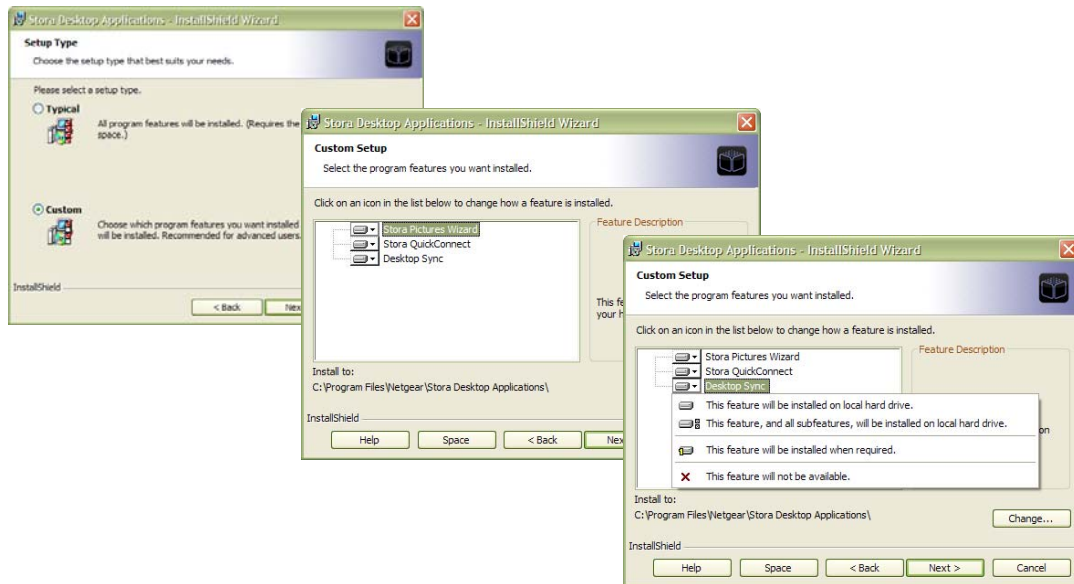 Stora Desktop Applications - InstallShield Wizard
Setup Type
Choose the setup type that best suits your needs.
Please select a setup type.
Typical
All program features will be installed. (Requires the
space.)
Custom
Choose which program features you want installed
will be installed. Recommended for advanced users.
InstallShield
< Back
Stora Desktop Applications - InstallShield Wizard
Custom Setup
Select the program features you want installed.
Click on an icon in the list below to change how a feature is installed.
Stora Pictures Wizard
Stora QuickConnect
Desktop Sync
Feature Description
This
your
Install to:
C:\Program Files\Netgear\Stora Desktop Applications\
InstallShield
Help
Space
< Back
Stora Desktop Applications - InstallShield Wizard
Custom Setup
Select the program features you want installed.
Click on an icon in the list below to change how a feature is installed.
Stora Pictures Wizard
Stora QuickConnect
Desktop Sync
Feature Description
This feature will be installed on local hard drive.
This feature, and all subfeatures, will be installed on local hard drive.
on
This feature will be installed when required.
This feature will not be available.
Install to:
C:\Program Files\Netgear\Stora Desktop Applications\
Change...
InstallShield
Help
Space
< Back
Next >
Cancel